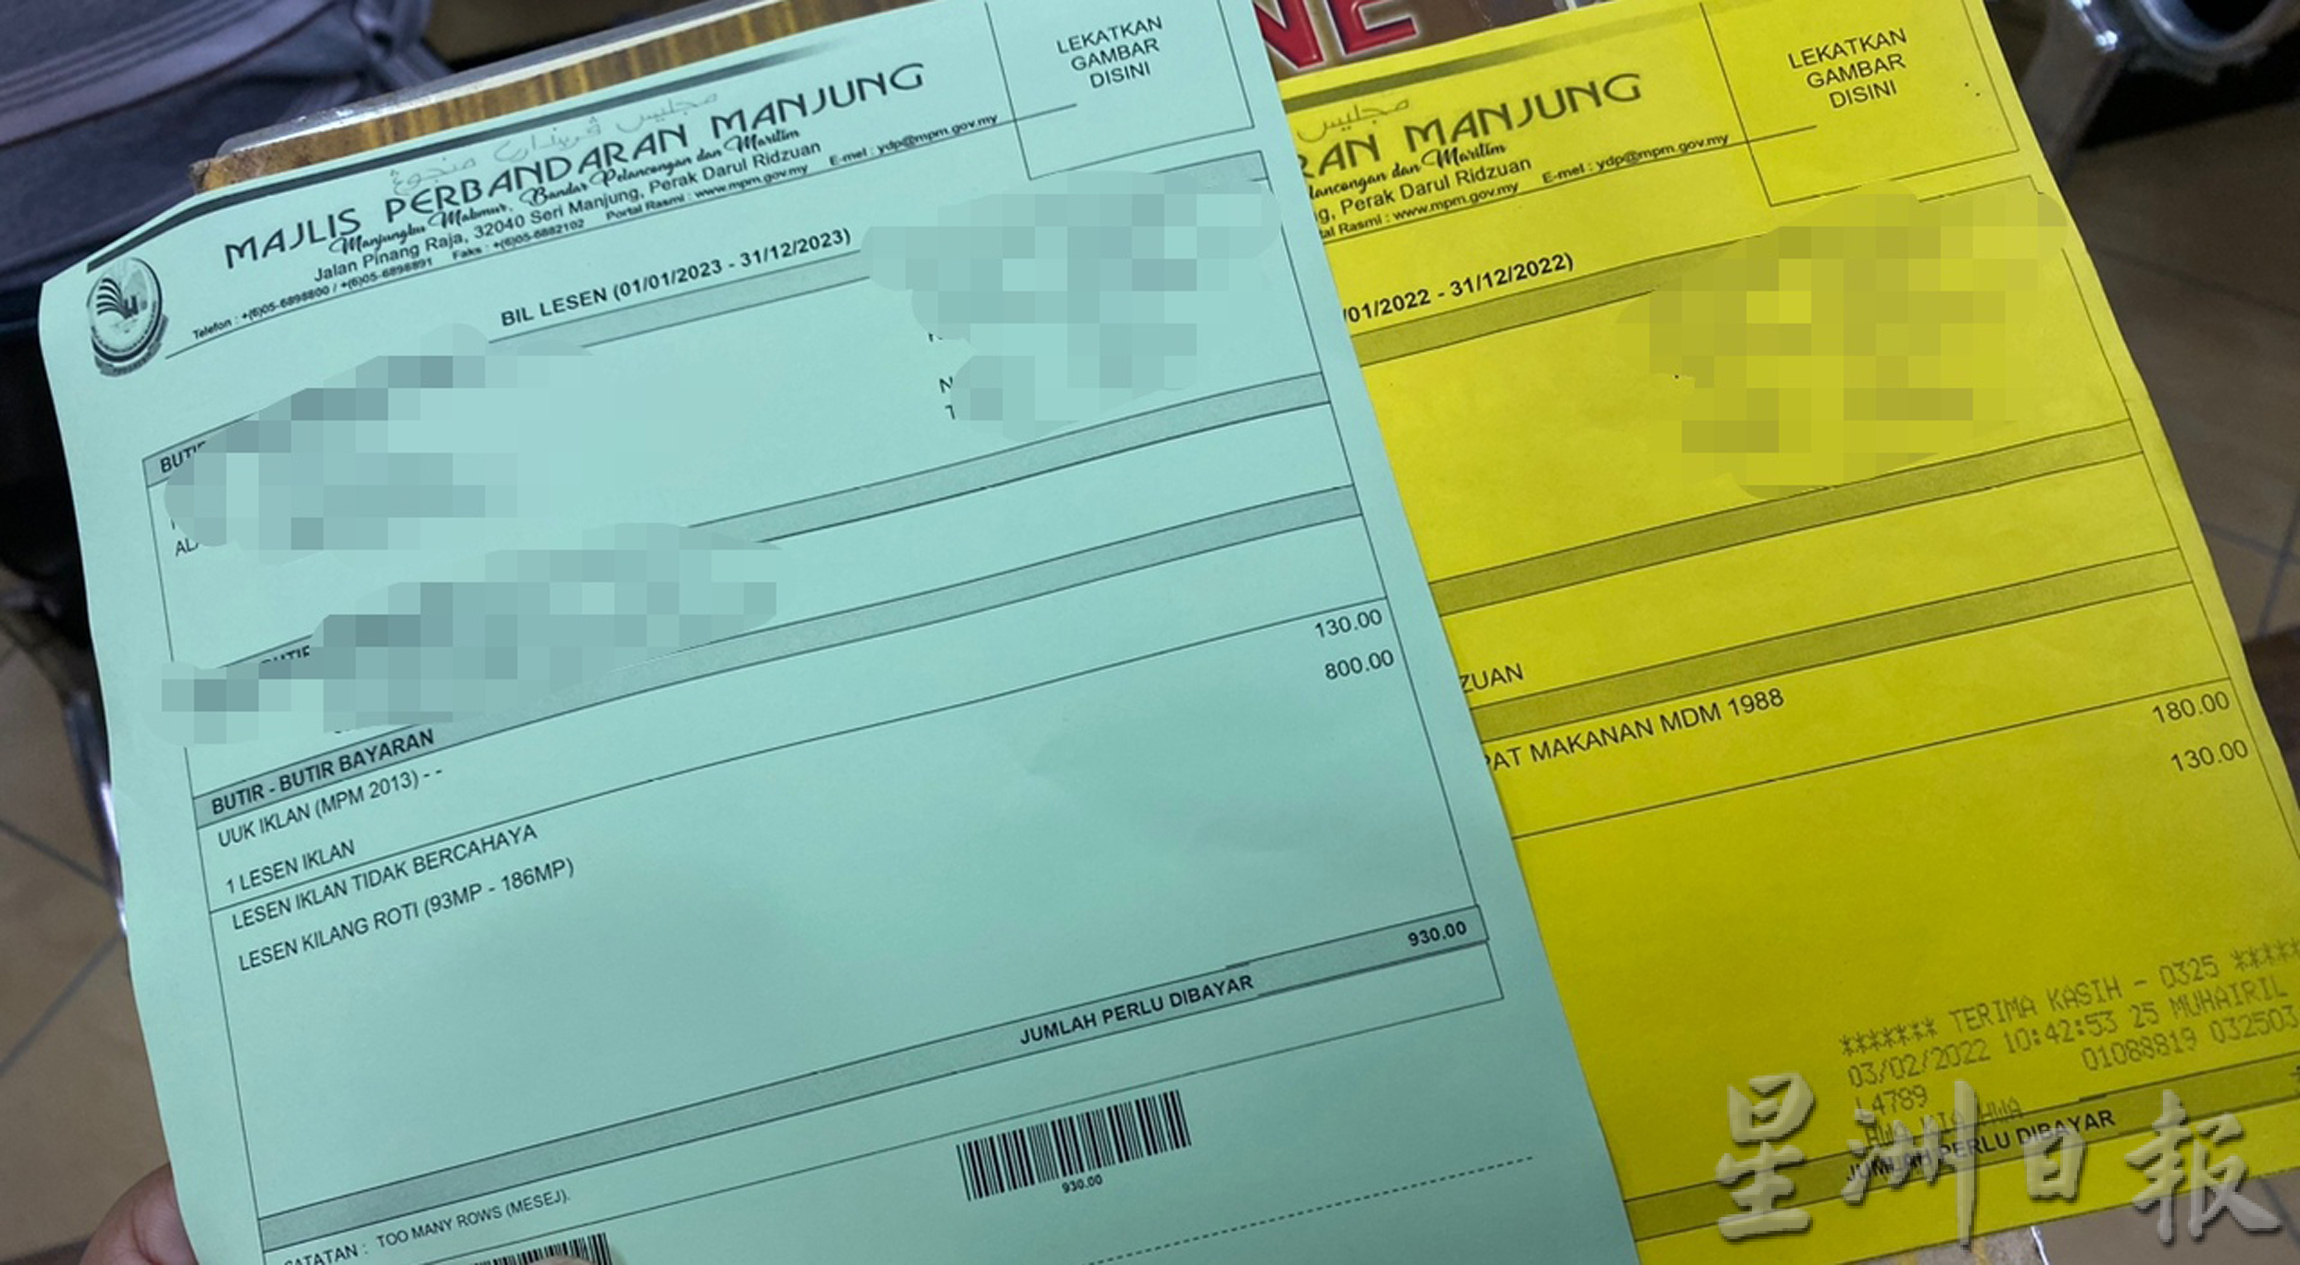 LEKATKAN
GAMBAR
DISINI
مجليس ڤربندارن منجوڠ
MAJLIS PERBANDARAN MANJUNG
Manjungku Makmur, Bandar Pelancongan dan Maritim
Jalan Pinang Raja, 32040 Seri Manjung, Perak Darul Ridzuan
Telefon : +(6)05-6898800 / +(6)05-6898891 Faks : +(6)05-6882102 Portal Rasmi : www.mpm.gov.my E-mel : ydp@mpm.gov.my
BIL LESEN (01/01/2023 - 31/12/2023)
BUTIR - BUTIR BAYARAN
UUK IKLAN (MPM 2013) - -
1 LESEN IKLAN
LESEN IKLAN TIDAK BERCAHAYA 130.00
LESEN KILANG ROTI (93MP - 186MP) 800.00
JUMLAH PERLU DIBAYAR 930.00
930.00
CATATAN : TOO MANY ROWS (MESEJ).
NE
LEKATKAN
GAMBAR
DISINI
مجليس
RAN MANJUNG
lancongan dan Maritim
g, Perak Darul Ridzuan
tal Rasmi : www.mpm.gov.my E-mel : ydp@mpm.gov.my
/01/2022 - 31/12/2022)
ZUAN
PAT MAKANAN MDM 1988
180.00
130.00
******* TERIMA KASIH - 0325 *****
03/02/2022 10:42:53 25 MUHAIRIL
L4789 01088819 032503
JUMLAH PERLU DIBAYAR
星洲日报